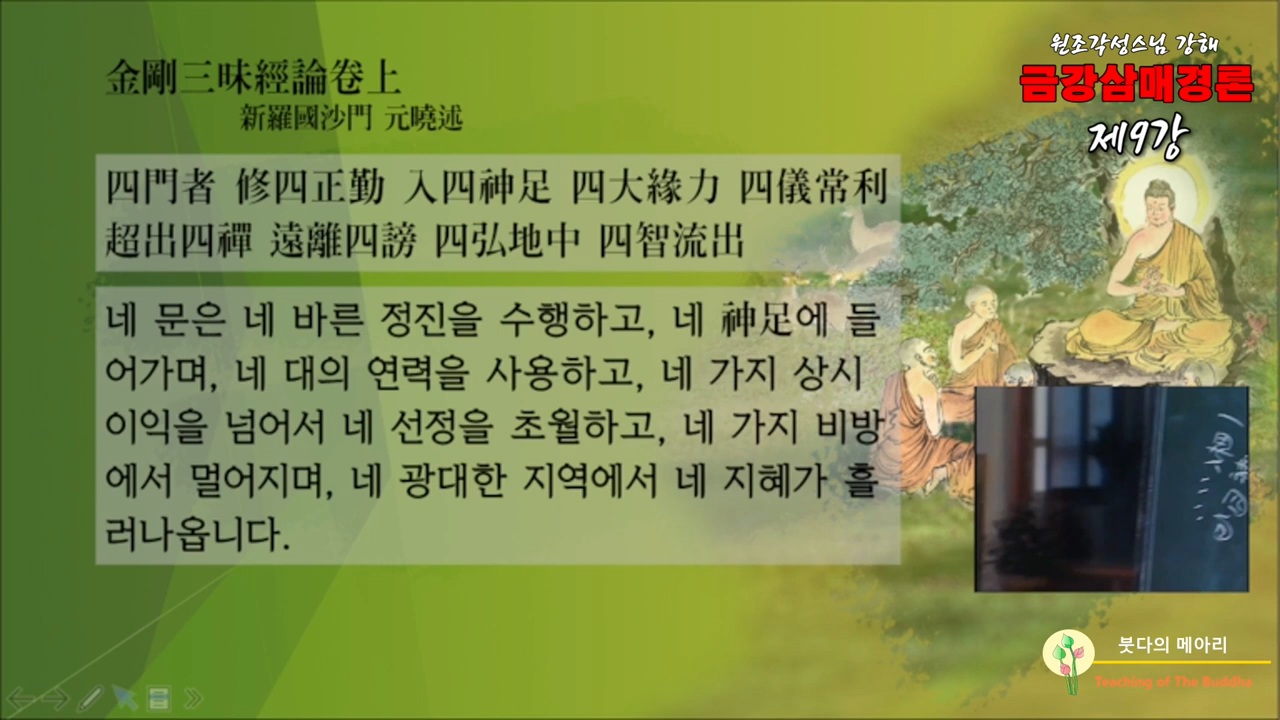 金剛三昧經論卷上
新羅國沙門 元曉述
四門者 修四正勤 入四神足 四大緣力 四儀常利
超出四禪 遠離四謗 四弘地中 四智流出
네 문은 네 바른 정진을 수행하고, 네 神足에 들
어가며, 네 대의 연력을 사용하고, 네 가지 상시
이익을 넘어서 네 선정을 초월하고, 네 가지 비방
에서 멀어지며, 네 광대한 지역에서 네 지혜가 흘
러나옵니다.
원조각성스님 강해
금강삼매경론
제9강
붓다의 메아리
Teaching of The Buddha